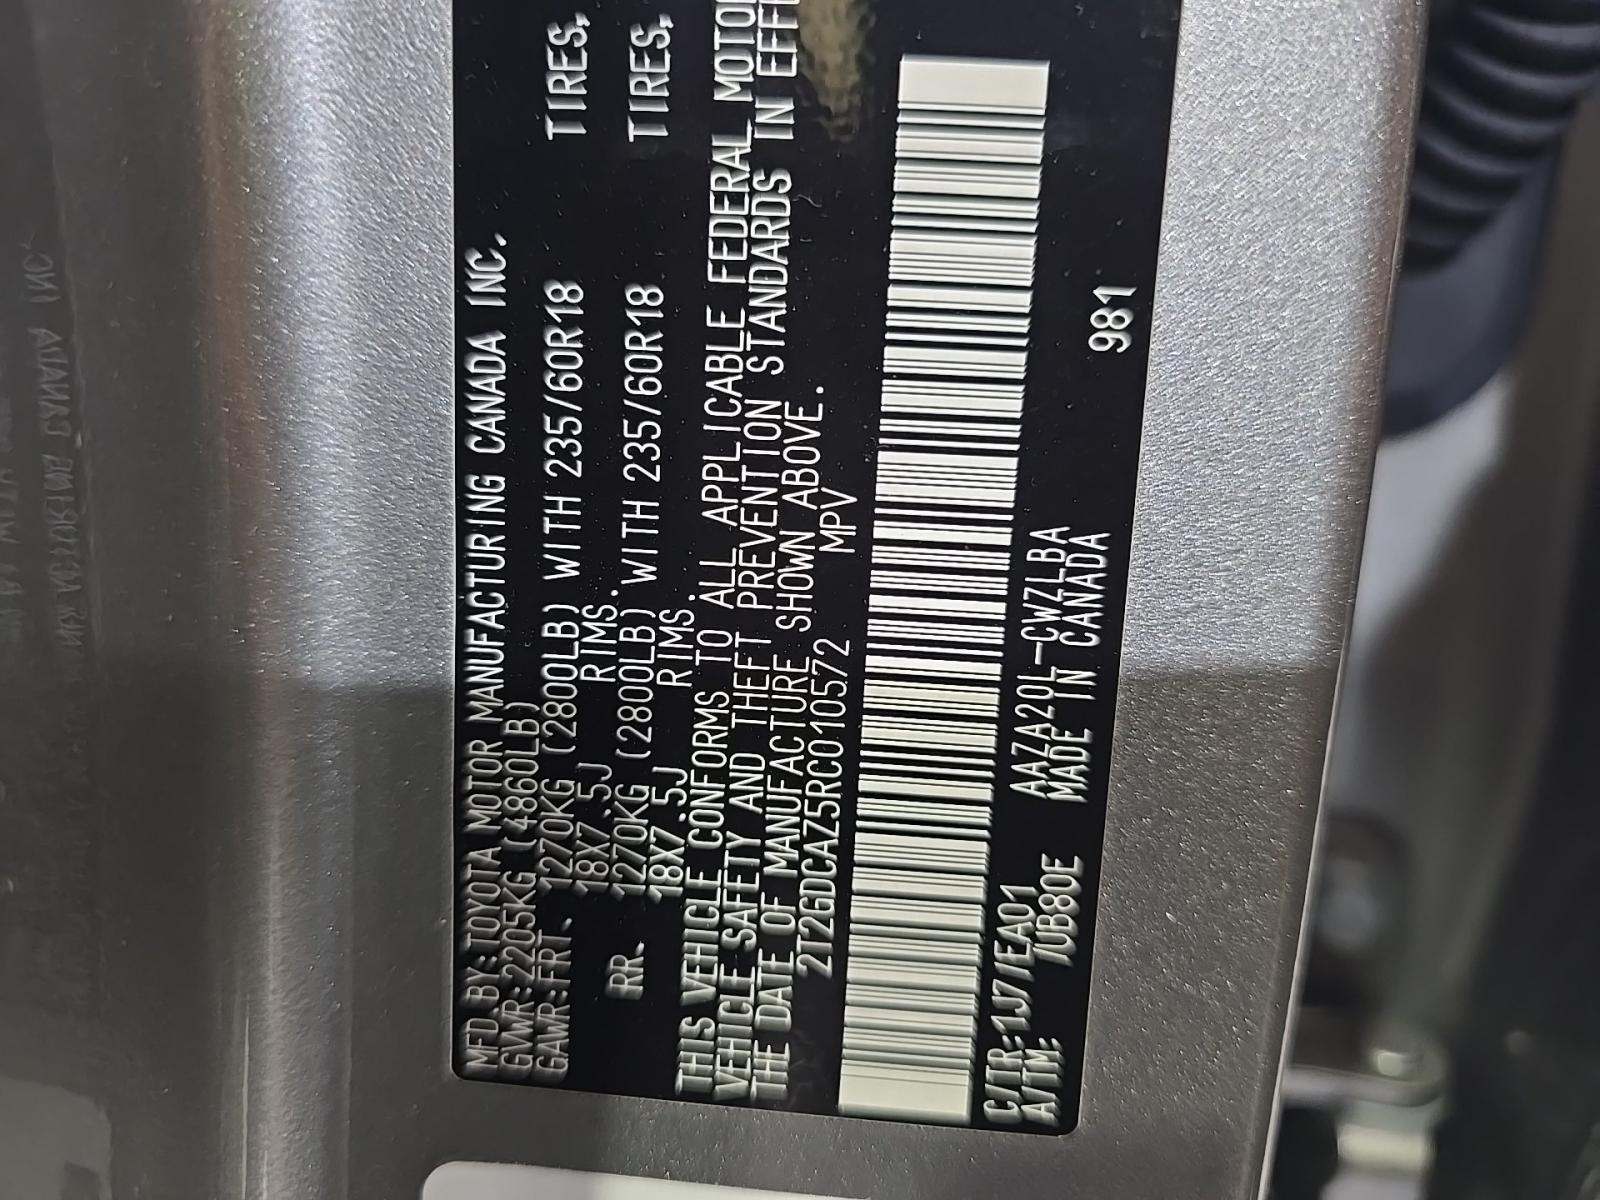 MFD. BY: TOYOTA MOTOR MANUFACTURING CANADA INC.
GVWR: 2205KG (4860LB)
GAWR: FRT. 1270KG (2800LB) WITH 235/60R18 TIRES,
18X7.5J RIMS.
RR. 1270KG (2800LB) WITH 235/60R18 TIRES,
18X7.5J RIMS.
THIS VEHICLE CONFORMS TO ALL APPLICABLE FEDERAL MOTOR
VEHICLE SAFETY AND THEFT PREVENTION STANDARDS IN EFFE
THE DATE OF MANUFACTURE SHOWN ABOVE.
2T2GDCAZ5RC010572 MPV
C/TR: 1J7/EA01 AAZA20L-CWZLBA 981
A/TM: /UB80E MADE IN CANADA